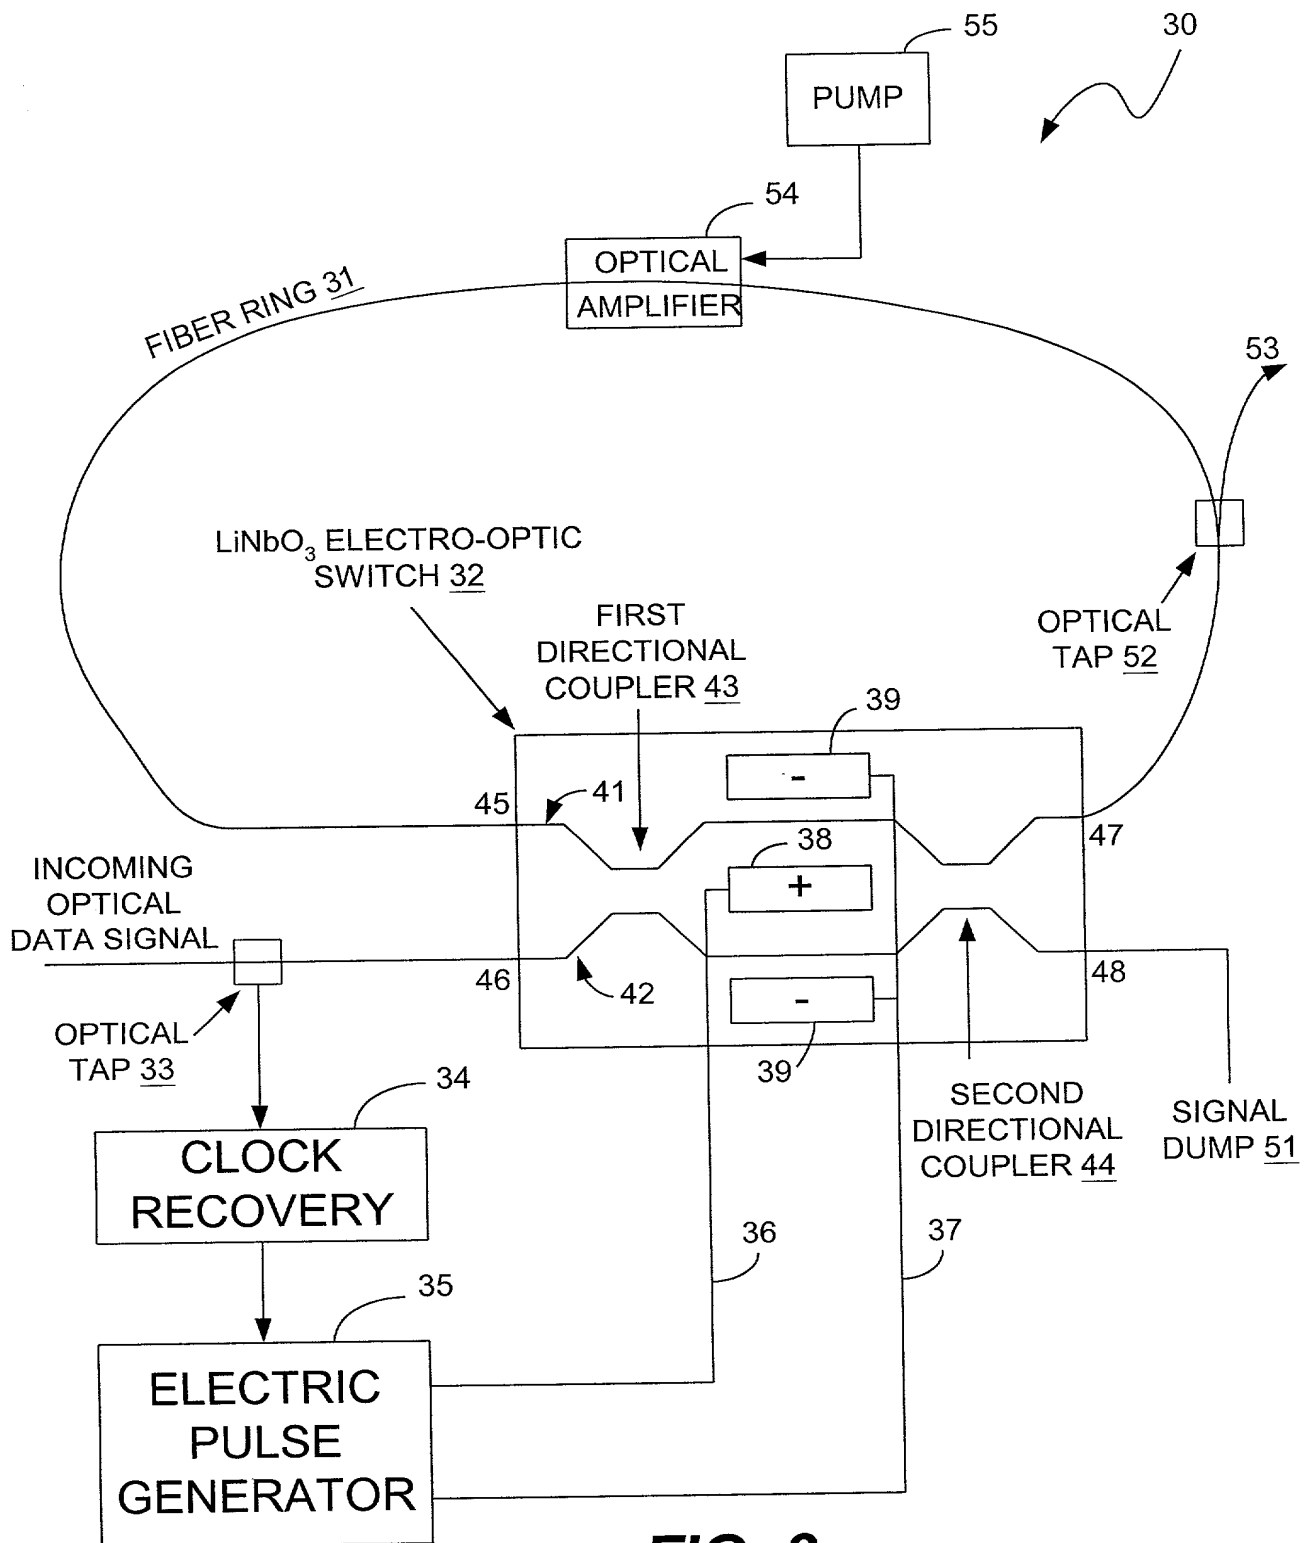 55
30
PUMP
54
OPTICAL
AMPLIFIER
FIBER RING 31
53
LiNbO3 ELECTRO-OPTIC
SWITCH 32
FIRST
DIRECTIONAL
COUPLER 43
OPTICAL
TAP 52
39
-
45
41
47
38
+
INCOMING
OPTICAL
DATA SIGNAL
46
42
48
-
39
OPTICAL
TAP 33
34
CLOCK
RECOVERY
SECOND
DIRECTIONAL
COUPLER 44
SIGNAL
DUMP 51
36
37
35
ELECTRIC
PULSE
GENERATOR
FIG.